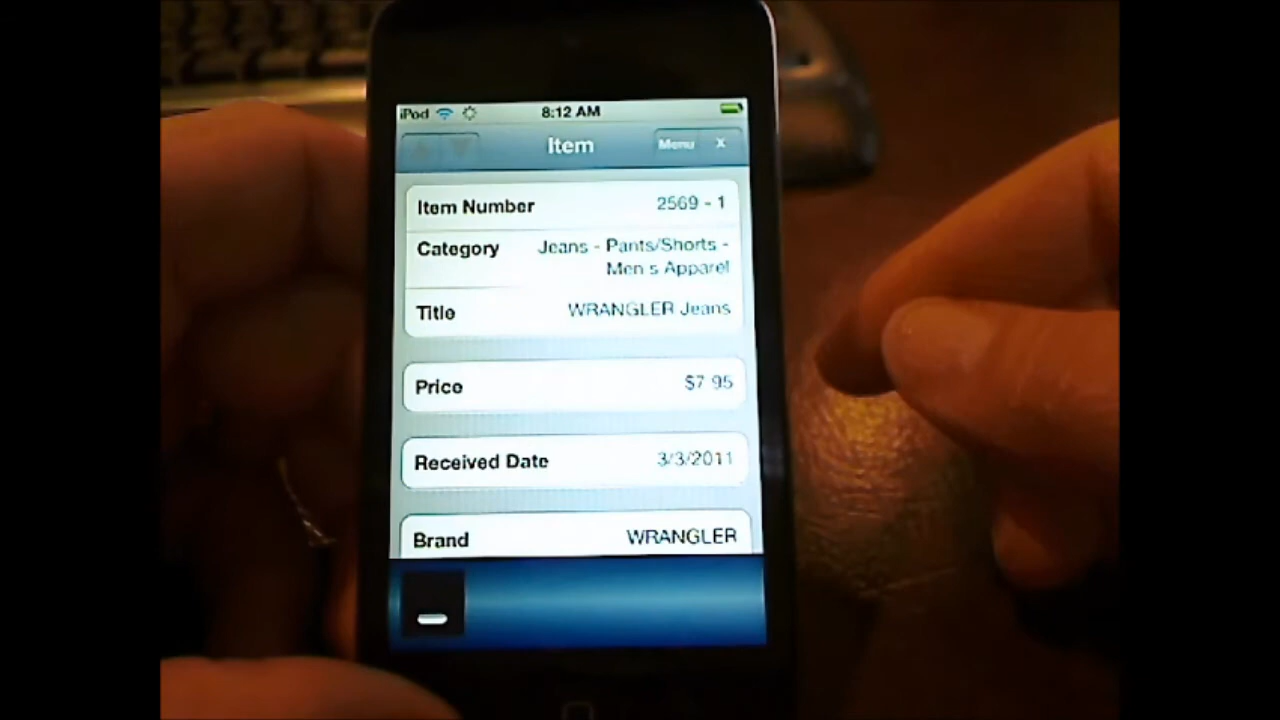 iPod 8:12 AM
Item Menu x
Item Number 2569 - 1
Category Jeans - Pants/Shorts -
Men s Apparel
Title WRANGLER Jeans
Price $7 95
Received Date 3/3/2011
Brand WRANGLER